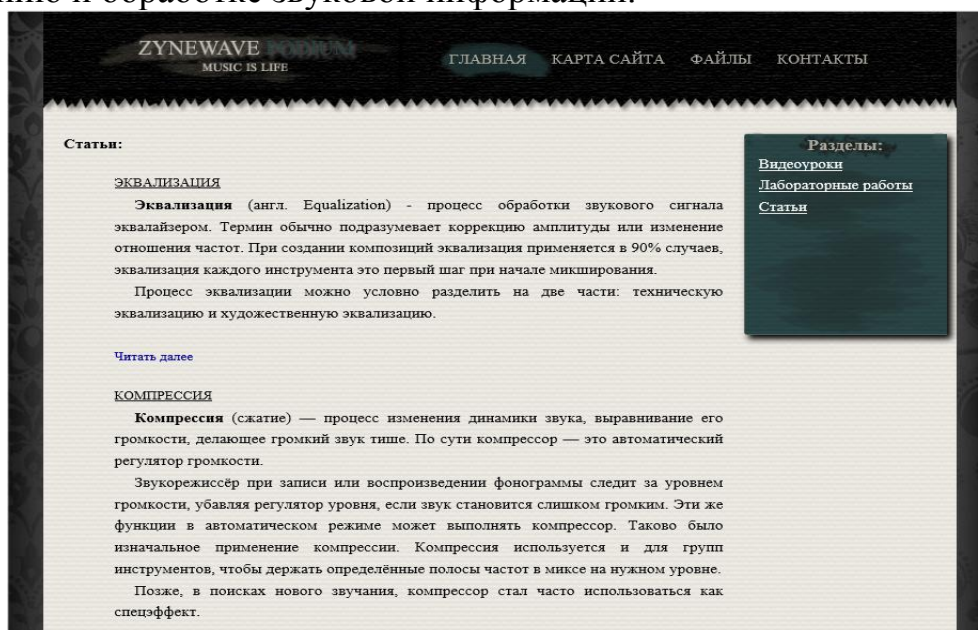 и обработке звуковой информации.
ZYNEWAVE PODIUM
MUSIC IS LIFE
ГЛАВНАЯ КАРТА САЙТА ФАЙЛЫ КОНТАКТЫ
Статьи:
ЭКВАЛИЗАЦИЯ
Эквализация (англ. Equalization) - процесс обработки звукового сигнала
эквалайзером. Термин обычно подразумевает коррекцию амплитуды или изменение
отношения частот. При создании композиций эквализация применяется в 90% случаев,
эквализация каждого инструмента это первый шаг при начале микширования.
Процесс эквализации можно условно разделить на две части: техническую
эквализацию и художественную эквализацию.
Читать далее
КОМПРЕССИЯ
Компрессия (сжатие) — процесс изменения динамики звука, выравнивание его
громкости, делающее громкий звук тише. По сути компрессор — это автоматический
регулятор громкости.
Звукорежиссёр при записи или воспроизведении фонограммы следит за уровнем
громкости, убавляя регулятор уровня, если звук становится слишком громким. Эти же
функции в автоматическом режиме может выполнять компрессор. Таково было
изначальное применение компрессии. Компрессия используется и для групп
инструментов, чтобы держать определённые полосы частот в миксе на нужном уровне.
Позже, в поисках нового звучания, компрессор стал часто использоваться как
спецэффект.
Разделы:
Видеоуроки
Лабораторные работы
Статьи